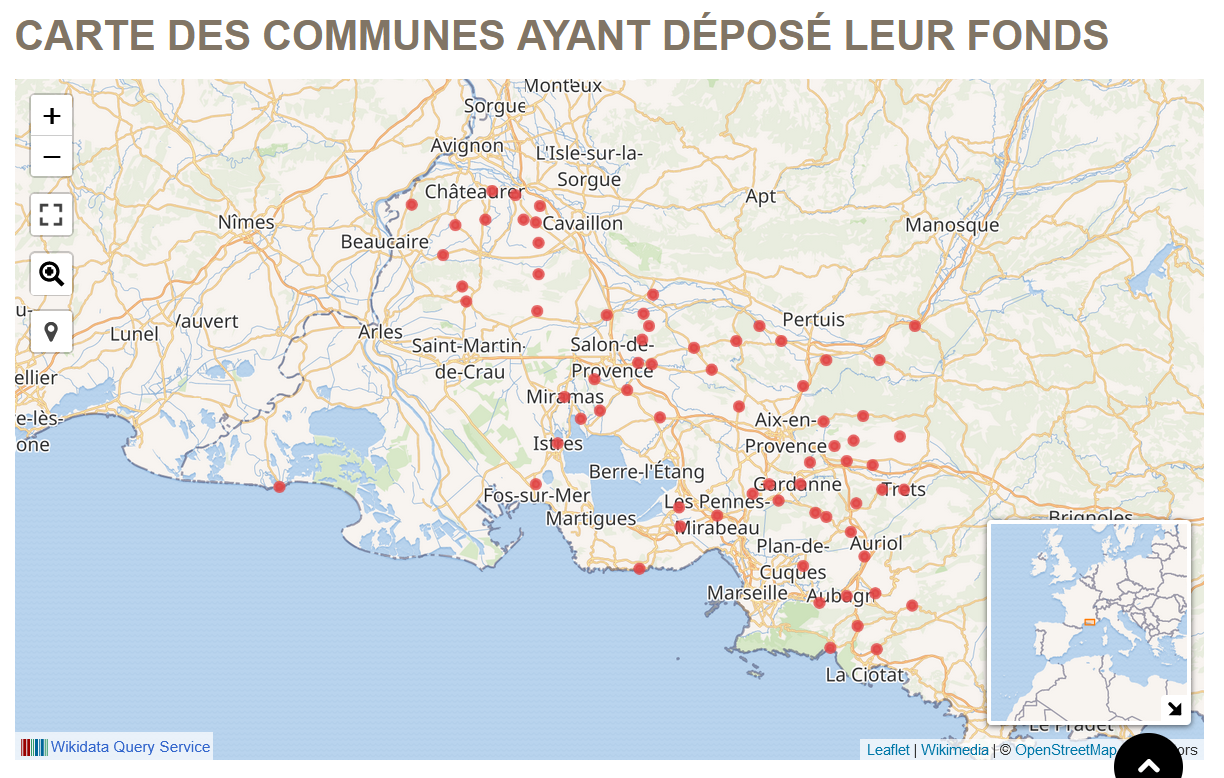 CARTE DES COMMUNES AYANT DÉPOSÉ LEUR FONDS
Monteux
+
Sorgue
Avignon
L'Isle-sur-la-
Sorgue
−
Châteaurer
Apt
Nîmes
Cavaillon
Manosque
Beaucaire
u-
Vauvert
Lunel
Arles
Pertuis
Saint-Martin-
de-Crau
Salon-de-
Provence
ellier
Miramas
e-lès-
one
Aix-en-
Provence
Istres
Berre-l'Étang
Gardanne
Trets
Fos-sur-Mer
Les Pennes-
Mirabeau
Martigues
Brignoles
Plan-de-
Cuques
Auriol
Marseille
Aubagn
La Ciotat
Le Pradet
Wikidata Query Service
Leaflet | Wikimedia | © OpenStreetMap ors